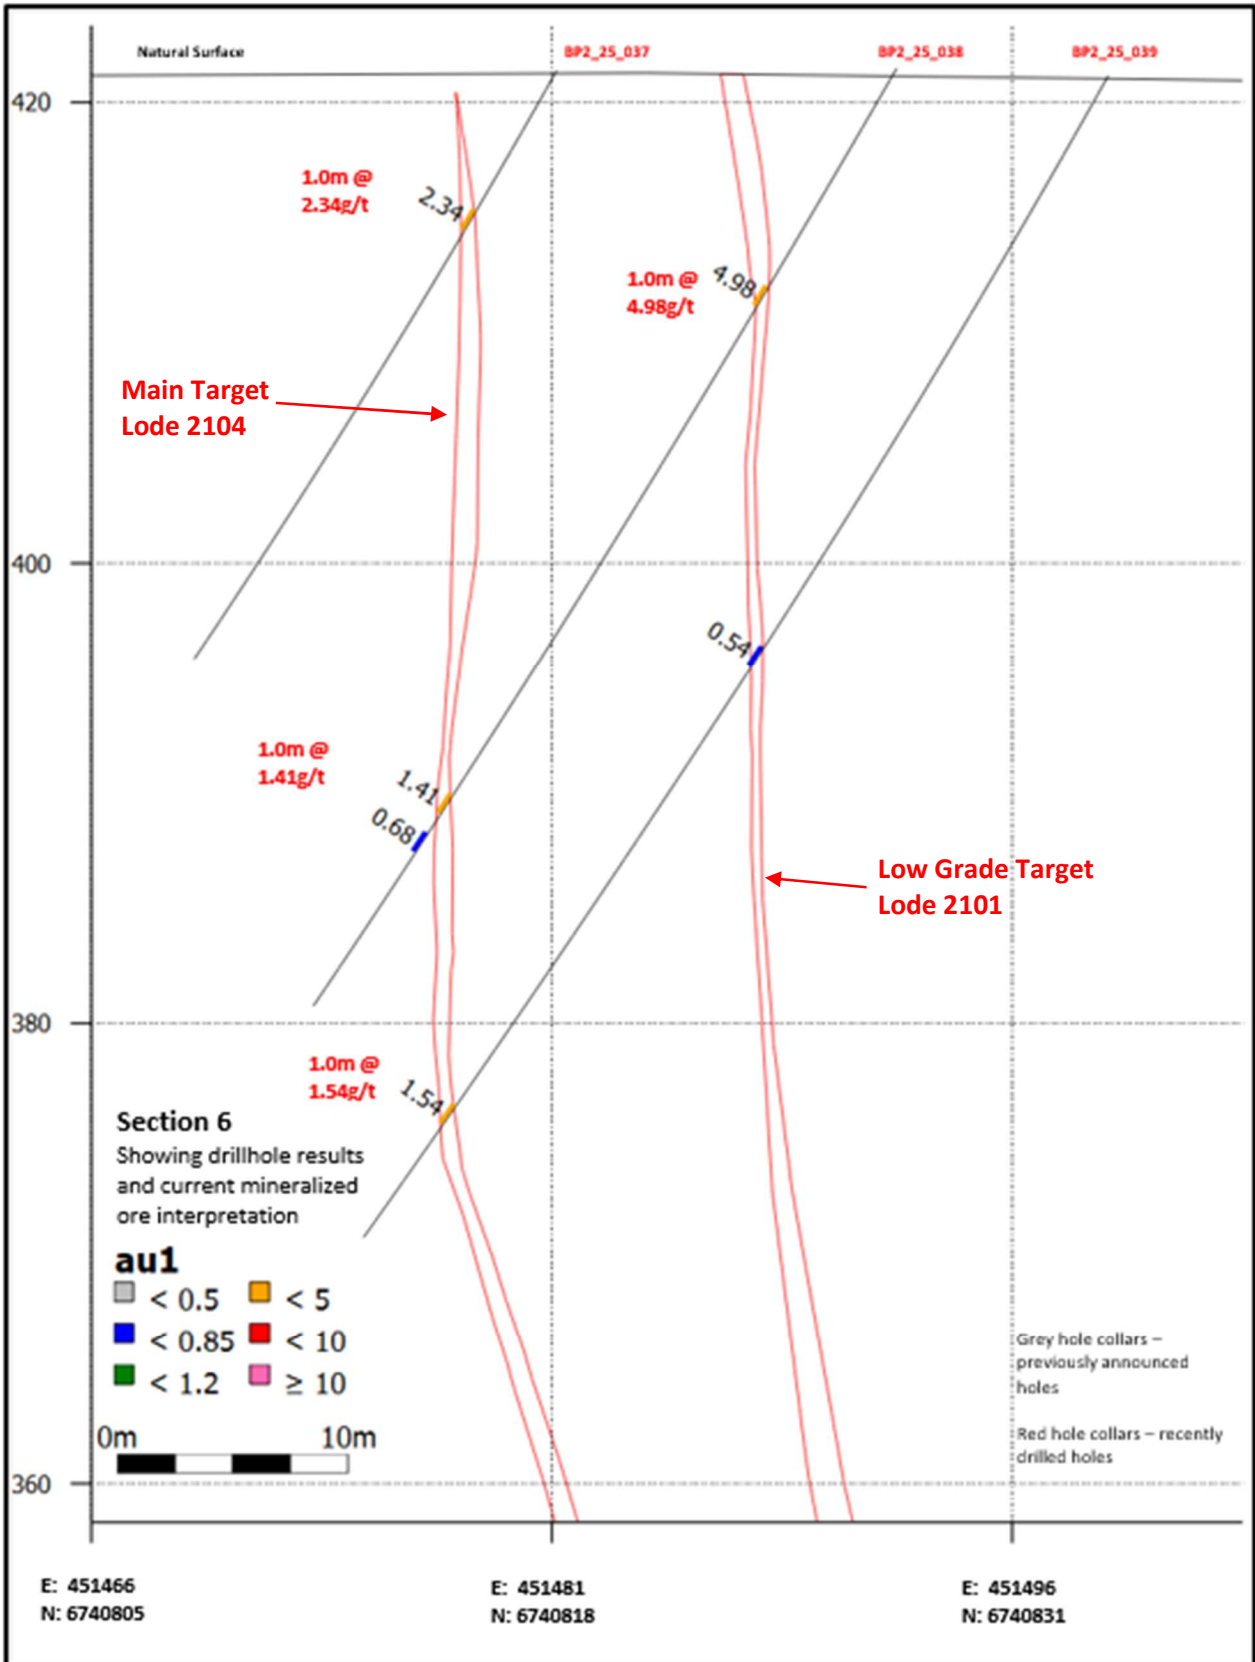 Natural Surface
BP2_25_037
BP2_25_038
BP2_25_039
420
1.0m @
2.34g/t
2.34
1.0m @
4.98g/t
4.98
Main Target
Lode 2104
400
0.54
1.0m @
1.41g/t
1.41
0.68
Low Grade Target
Lode 2101
380
1.0m @
1.54g/t
1.54
Section 6
Showing drillhole results
and current mineralized
ore interpretation
au1
< 0.5
< 5
< 0.85
< 10
< 1.2
≥ 10
0m
10m
Grey hole collars –
previously announced
holes
Red hole collars – recently
drilled holes
360
E: 451466
N: 6740805
E: 451481
N: 6740818
E: 451496
N: 6740831